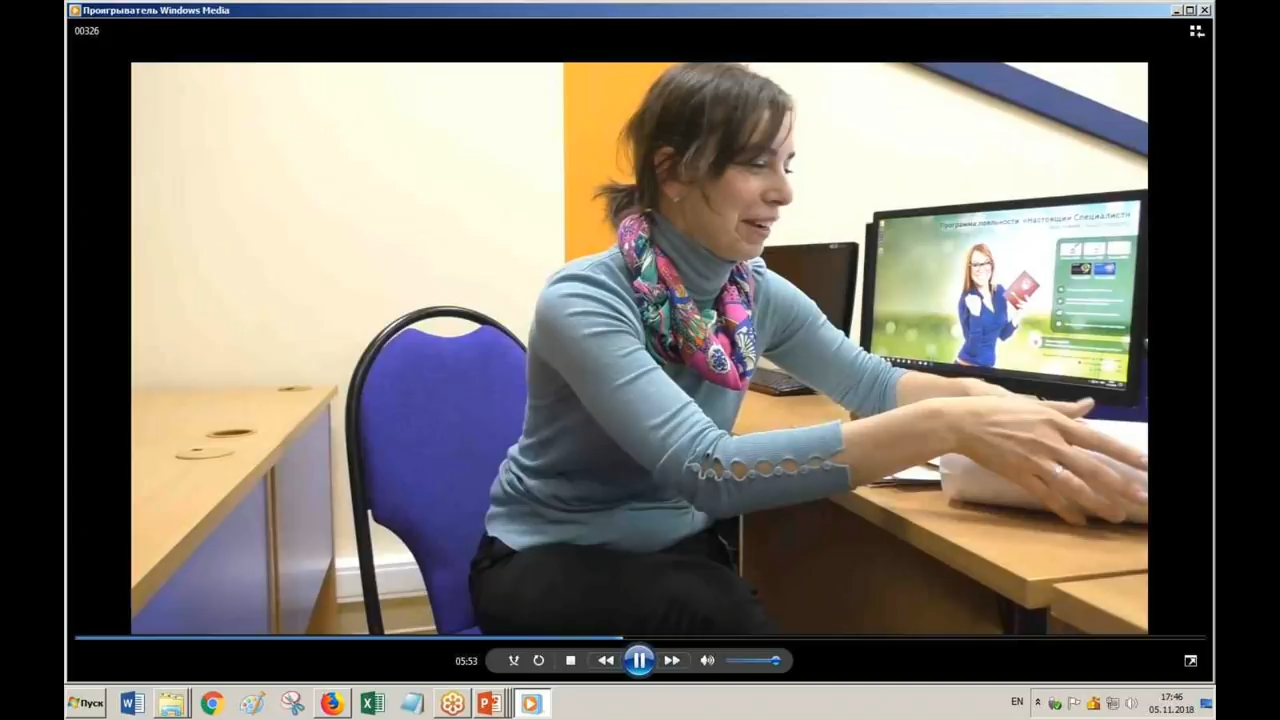 Проигрыватель Windows Media
00326
Программа лояльности «Настоящий Специалист»
05:53
Пуск
EN
17:46
05.11.2018